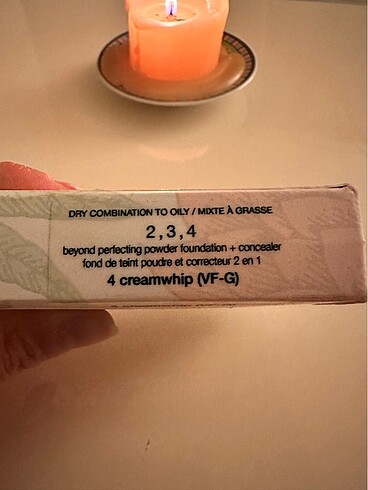 DRY COMBINATION TO OILY / MIXTE À GRASSE
2,3,4
beyond perfecting powder foundation + concealer
fond de teint poudre et correcteur 2 en 1
4 creamwhip (VF-G)